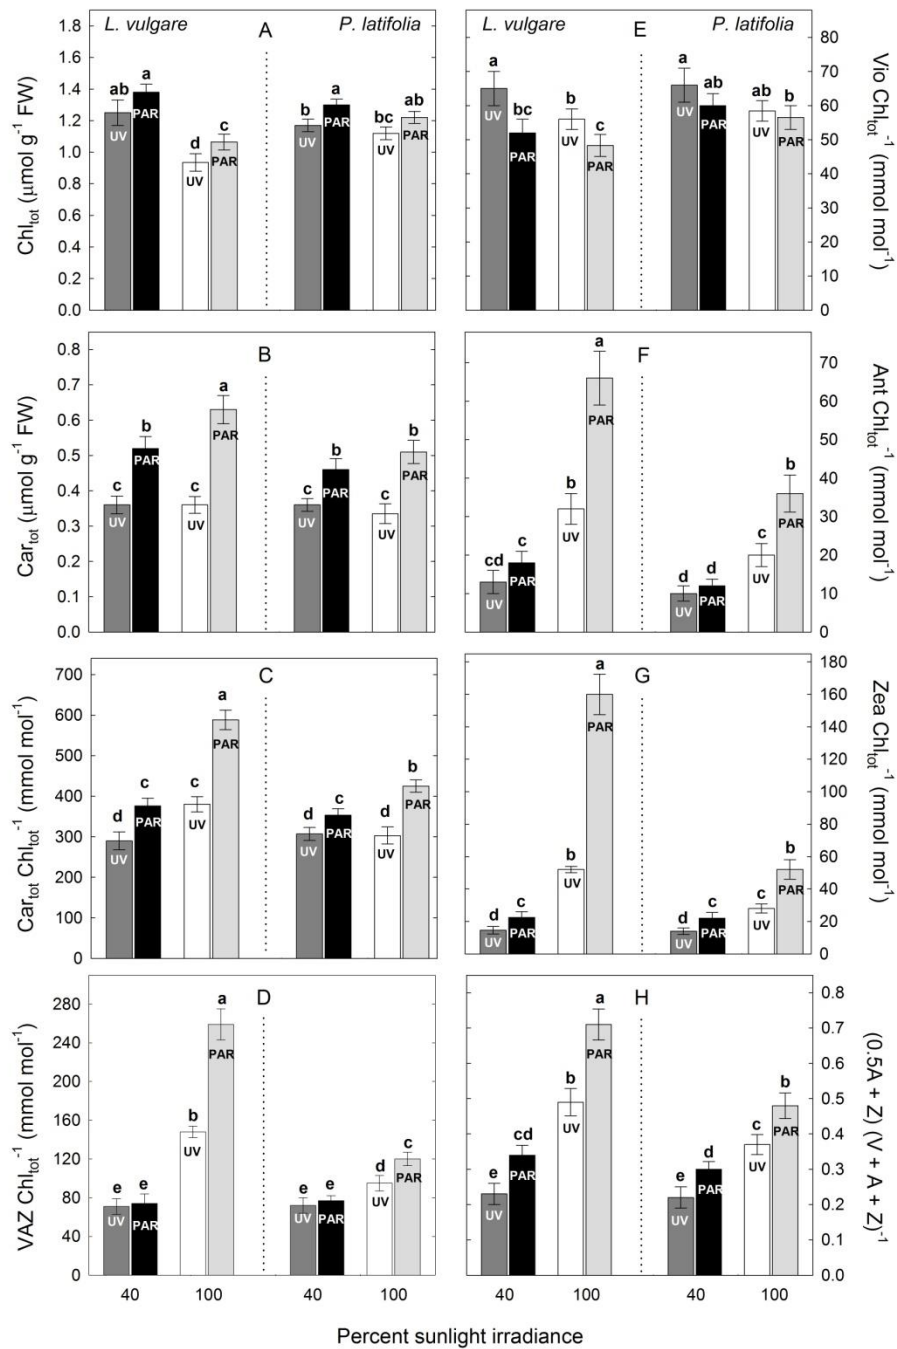 L. vulgare A P. latifolia
1.8
1.6
1.4
1.2
1.0
0.8
0.6
0.4
0.2
0.0
Chltot (µmol g-1 FW)
ab a d c b a bc ab
UV PAR UV PAR UV PAR UV PAR
L. vulgare E P. latifolia
80
70
60
50
40
30
20
10
0
Vio Chltot-1 (mmol mol-1)
a bc b c a ab ab b
UV PAR UV PAR UV PAR UV PAR
B
0.8
0.7
0.6
0.5
0.4
0.3
0.2
0.1
0.0
Cartot (µmol g-1 FW)
c b c a c b c b
UV PAR UV PAR UV PAR UV PAR
F
70
60
50
40
30
20
10
0
Ant Chltot-1 (mmol mol-1)
cd c b a d d c b
UV PAR UV PAR UV PAR UV PAR
C
700
600
500
400
300
200
100
0
Cartot Chltot-1 (mmol mol-1)
d c c a d c d b
UV PAR UV PAR UV PAR UV PAR
G
180
160
140
120
100
80
60
40
20
0
Zea Chltot-1 (mmol mol-1)
d c b a d c c b
UV PAR UV PAR UV PAR UV PAR
D
280
240
200
160
120
80
40
0
VAZ Chltot-1 (mmol mol-1)
e e b a e e d c
UV PAR UV PAR UV PAR UV PAR
40 100 40 100
H
0.8
0.7
0.6
0.5
0.4
0.3
0.2
0.1
0.0
(0.5A + Z) (V + A + Z)-1
e cd b a e d c b
UV PAR UV PAR UV PAR UV PAR
40 100 40 100
Percent sunlight irradiance